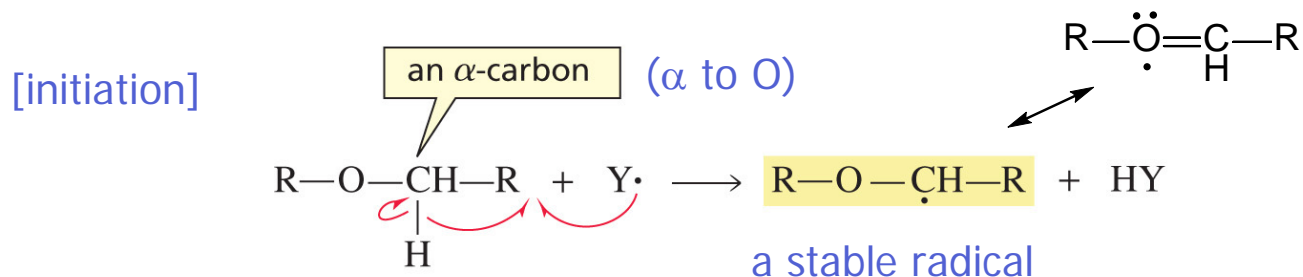 R—Ö=C—R
H
[initiation]
an α-carbon
(α to O)
R—O—CH—R + Y· ⟶ R—O—ĊH—R + HY
H
a stable radical